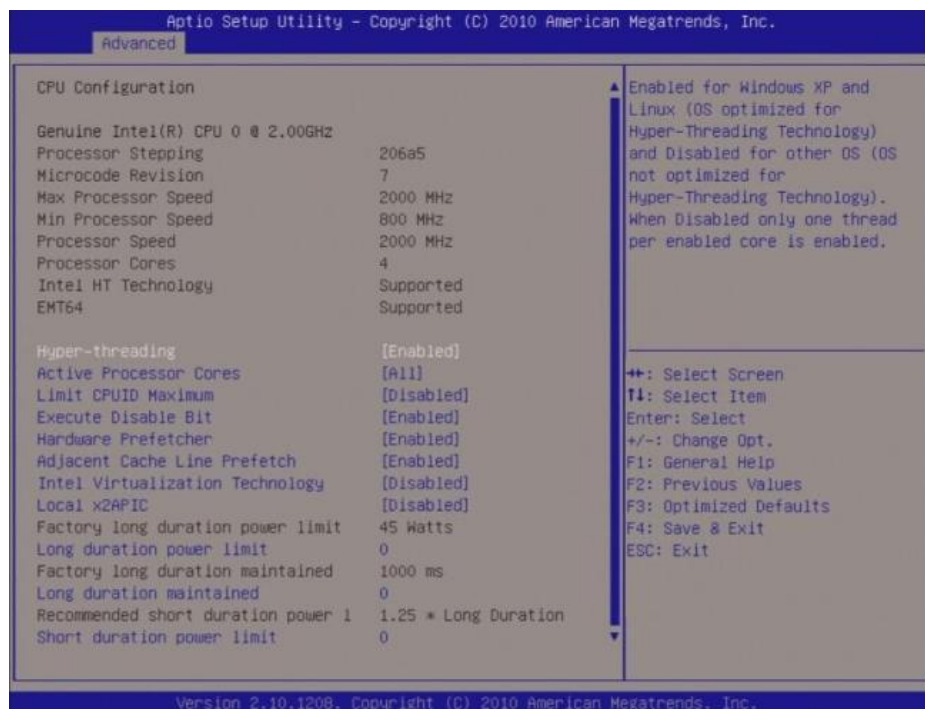 Aptio Setup Utility – Copyright (C) 2010 American Megatrends, Inc.
Advanced
CPU Configuration
Genuine Intel(R) CPU 0 @ 2.00GHz
Processor Stepping 206a5
Microcode Revision 7
Max Processor Speed 2000 MHz
Min Processor Speed 800 MHz
Processor Speed 2000 MHz
Processor Cores 4
Intel HT Technology Supported
EMT64 Supported
Hyper-threading [Enabled]
Active Processor Cores [All]
Limit CPUID Maximum [Disabled]
Execute Disable Bit [Enabled]
Hardware Prefetcher [Enabled]
Adjacent Cache Line Prefetch [Enabled]
Intel Virtualization Technology [Disabled]
Local x2APIC [Disabled]
Factory long duration power limit 45 Watts
Long duration power limit 0
Factory long duration maintained 1000 ms
Long duration maintained 0
Recommended short duration power l 1.25 * Long Duration
Short duration power limit 0
Enabled for Windows XP and
Linux (OS optimized for
Hyper-Threading Technology)
and Disabled for other OS (OS
not optimized for
Hyper-Threading Technology).
When Disabled only one thread
per enabled core is enabled.
→←: Select Screen
↑↓: Select Item
Enter: Select
+/-: Change Opt.
F1: General Help
F2: Previous Values
F3: Optimized Defaults
F4: Save & Exit
ESC: Exit
Version 2.10.1208. Copyright (C) 2010 American Megatrends, Inc.